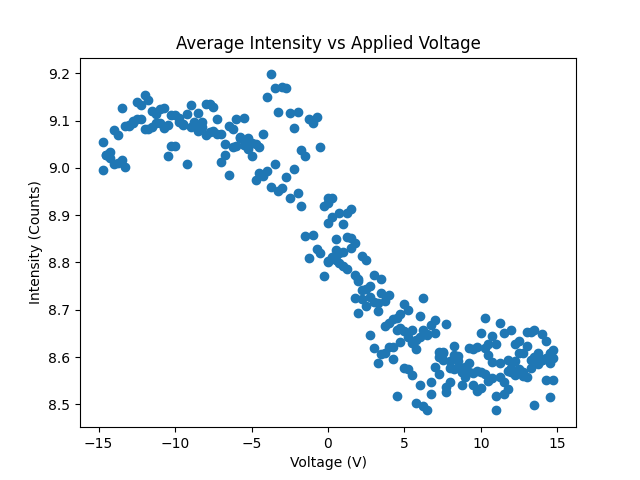 Average Intensity vs Applied Voltage
9.2
9.1
9.0
8.9
8.8
8.7
8.6
8.5
Intensity (Counts)
−15 −10 −5 0 5 10 15
Voltage (V)